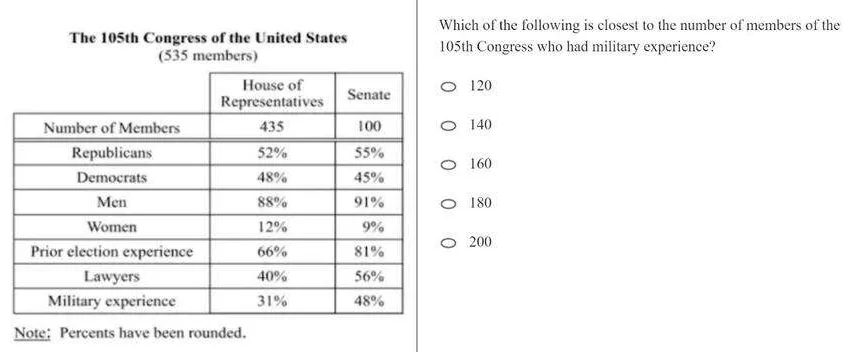 The 105th Congress of the United States
(535 members)
House of
Representatives
Senate
Number of Members 435 100
Republicans 52% 55%
Democrats 48% 45%
Men 88% 91%
Women 12% 9%
Prior election experience 66% 81%
Lawyers 40% 56%
Military experience 31% 48%
Note: Percents have been rounded.
Which of the following is closest to the number of members of the
105th Congress who had military experience?
120
140
160
180
200